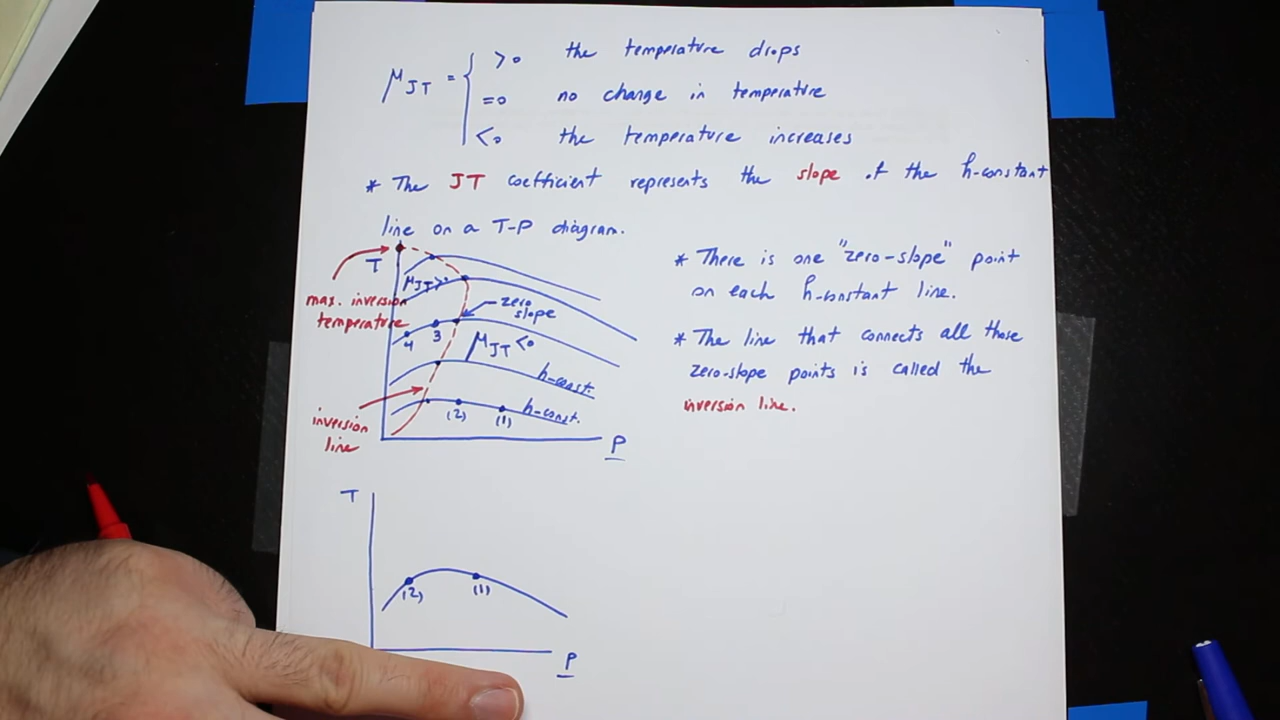 μJT = { >0 the temperature drops
=0 no change in temperature
<0 the temperature increases
* The JT coefficient represents the slope of the h-constant
line on a T-P diagram.
T
μJT>0
max. inversion
temperature
zero
slope
4
3
μJT<0
h-const.
(2)
(1)
h-const.
inversion
line
P
* There is one "zero-slope" point
on each h-constant line.
* The line that connects all those
zero-slope points is called the
inversion line.
T
(2)
(1)
P